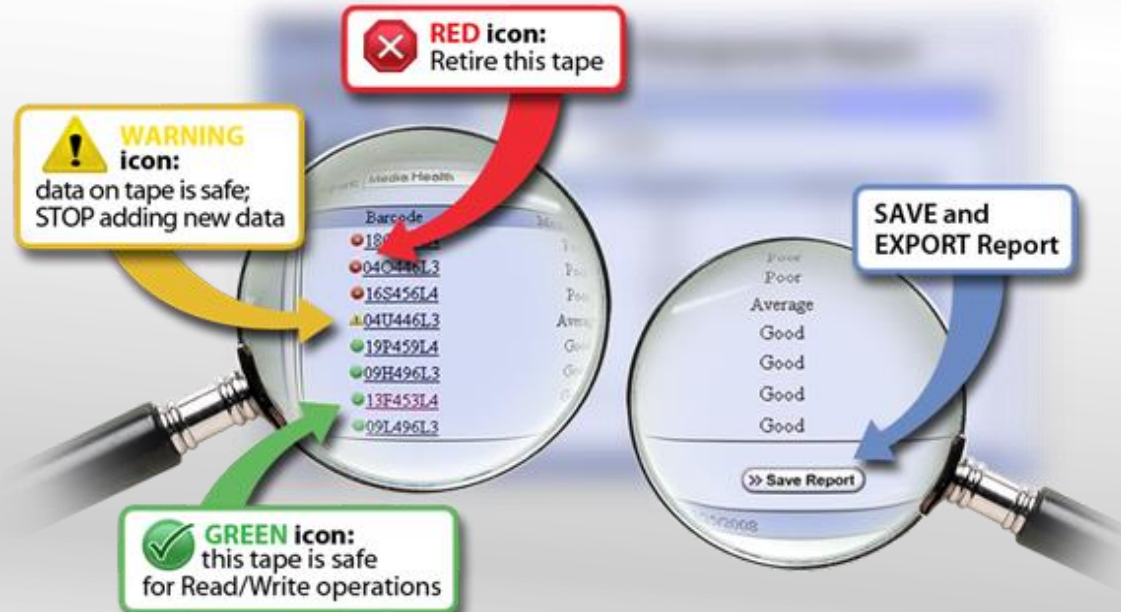 RED icon:
Retire this tape
WARNING
icon:
data on tape is safe;
STOP adding new data
Media Health
Barcode
04O446L3
16S456L4
04U446L3
19P459L4
09H496L3
13F453L4
09L496L3
GREEN icon:
this tape is safe
for Read/Write operations
SAVE and
EXPORT Report
Poor
Poor
Average
Good
Good
Good
Good
>> Save Report